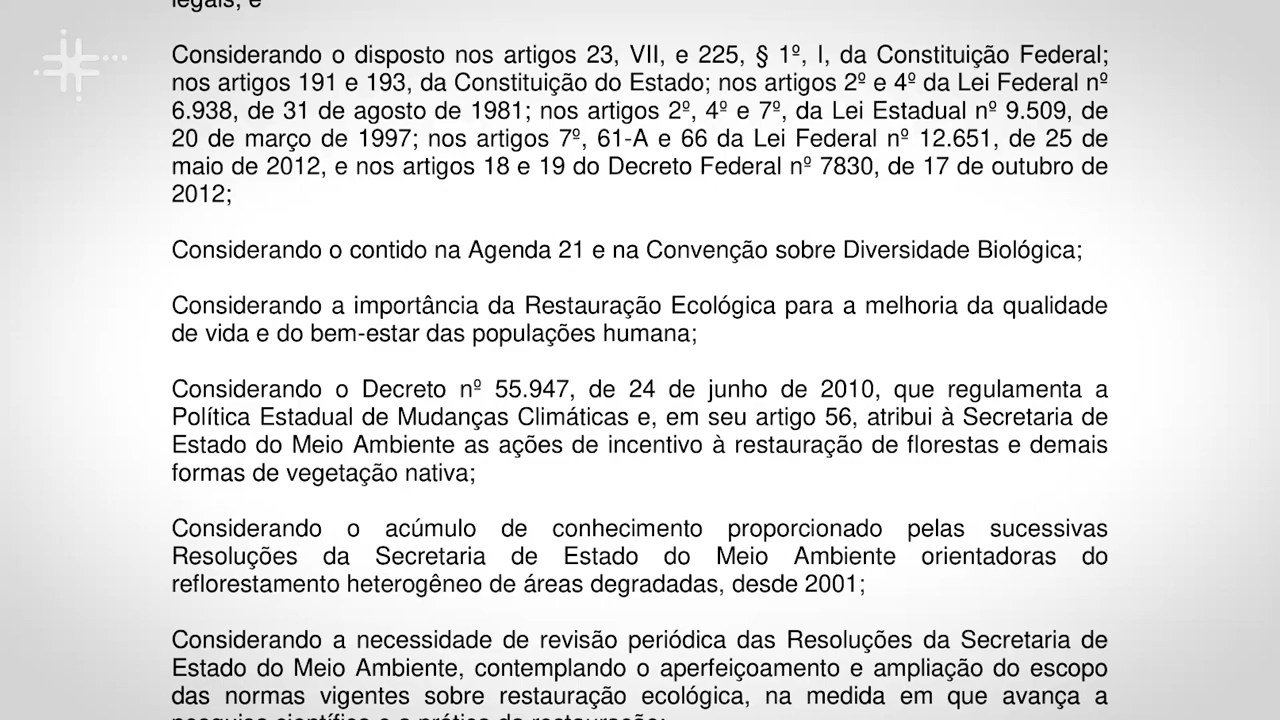 legais, e
Considerando o disposto nos artigos 23, VII, e 225, § 1º, I, da Constituição Federal;
nos artigos 191 e 193, da Constituição do Estado; nos artigos 2º e 4º da Lei Federal nº
6.938, de 31 de agosto de 1981; nos artigos 2º, 4º e 7º, da Lei Estadual nº 9.509, de
20 de março de 1997; nos artigos 7º, 61-A e 66 da Lei Federal nº 12.651, de 25 de
maio de 2012, e nos artigos 18 e 19 do Decreto Federal nº 7830, de 17 de outubro de
2012;
Considerando o contido na Agenda 21 e na Convenção sobre Diversidade Biológica;
Considerando a importância da Restauração Ecológica para a melhoria da qualidade
de vida e do bem-estar das populações humana;
Considerando o Decreto nº 55.947, de 24 de junho de 2010, que regulamenta a
Política Estadual de Mudanças Climáticas e, em seu artigo 56, atribui à Secretaria de
Estado do Meio Ambiente as ações de incentivo à restauração de florestas e demais
formas de vegetação nativa;
Considerando o acúmulo de conhecimento proporcionado pelas sucessivas
Resoluções da Secretaria de Estado do Meio Ambiente orientadoras do
reflorestamento heterogêneo de áreas degradadas, desde 2001;
Considerando a necessidade de revisão periódica das Resoluções da Secretaria de
Estado do Meio Ambiente, contemplando o aperfeiçoamento e ampliação do escopo
das normas vigentes sobre restauração ecológica, na medida em que avança a
pesquisa científica e a prática da restauração;